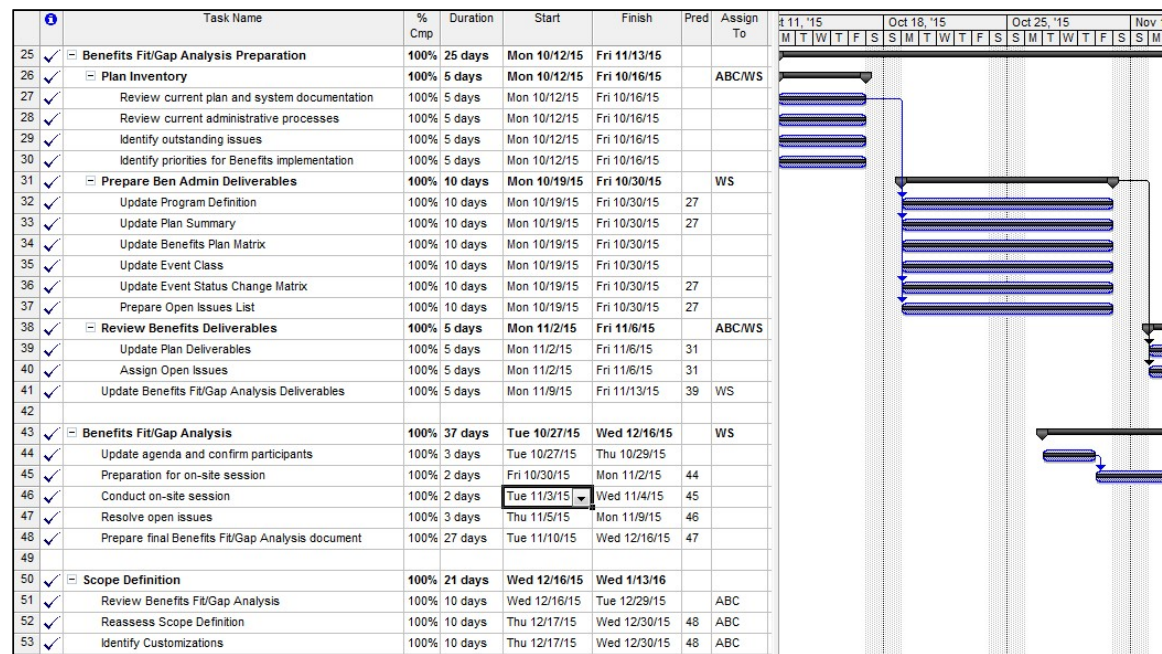 Task Name % Cmp Duration Start Finish Pred Assign To
t 11, '15 Oct 18, '15 Oct 25, '15 Nov
M T W T F S S M T W T F S S M T W T F S S M
25 Benefits Fit/Gap Analysis Preparation 100% 25 days Mon 10/12/15 Fri 11/13/15
26 Plan Inventory 100% 5 days Mon 10/12/15 Fri 10/16/15 ABC/WS
27 Review current plan and system documentation 100% 5 days Mon 10/12/15 Fri 10/16/15
28 Review current administrative processes 100% 5 days Mon 10/12/15 Fri 10/16/15
29 Identify outstanding issues 100% 5 days Mon 10/12/15 Fri 10/16/15
30 Identify priorities for Benefits implementation 100% 5 days Mon 10/12/15 Fri 10/16/15
31 Prepare Ben Admin Deliverables 100% 10 days Mon 10/19/15 Fri 10/30/15 WS
32 Update Program Definition 100% 10 days Mon 10/19/15 Fri 10/30/15 27
33 Update Plan Summary 100% 10 days Mon 10/19/15 Fri 10/30/15 27
34 Update Benefits Plan Matrix 100% 10 days Mon 10/19/15 Fri 10/30/15
35 Update Event Class 100% 10 days Mon 10/19/15 Fri 10/30/15
36 Update Event Status Change Matrix 100% 10 days Mon 10/19/15 Fri 10/30/15 27
37 Prepare Open Issues List 100% 10 days Mon 10/19/15 Fri 10/30/15 27
38 Review Benefits Deliverables 100% 5 days Mon 11/2/15 Fri 11/6/15 ABC/WS
39 Update Plan Deliverables 100% 5 days Mon 11/2/15 Fri 11/6/15 31
40 Assign Open Issues 100% 5 days Mon 11/2/15 Fri 11/6/15 31
41 Update Benefits Fit/Gap Analysis Deliverables 100% 5 days Mon 11/9/15 Fri 11/13/15 39 WS
42
43 Benefits Fit/Gap Analysis 100% 37 days Tue 10/27/15 Wed 12/16/15 WS
44 Update agenda and confirm participants 100% 3 days Tue 10/27/15 Thu 10/29/15
45 Preparation for on-site session 100% 2 days Fri 10/30/15 Mon 11/2/15 44
46 Conduct on-site session 100% 2 days Tue 11/3/15 Wed 11/4/15 45
47 Resolve open issues 100% 3 days Thu 11/5/15 Mon 11/9/15 46
48 Prepare final Benefits Fit/Gap Analysis document 100% 27 days Tue 11/10/15 Wed 12/16/15 47
49
50 Scope Definition 100% 21 days Wed 12/16/15 Wed 1/13/16
51 Review Benefits Fit/Gap Analysis 100% 10 days Wed 12/16/15 Tue 12/29/15 ABC
52 Reassess Scope Definition 100% 10 days Thu 12/17/15 Wed 12/30/15 48 ABC
53 Identify Customizations 100% 10 days Thu 12/17/15 Wed 12/30/15 48 ABC